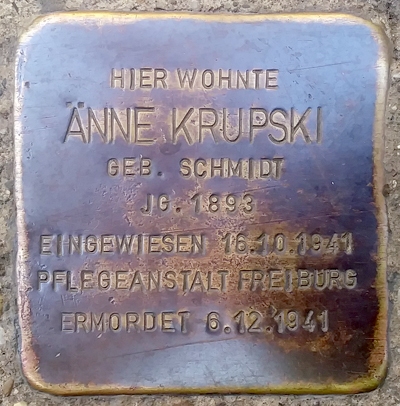 HIER WOHNTE
ÄNNE KRUPSKI
GEB. SCHMIDT
JG. 1893
EINGEWIESEN 16.10.1941
PFLEGEANSTALT FREIBURG
ERMORDET 6.12.1941